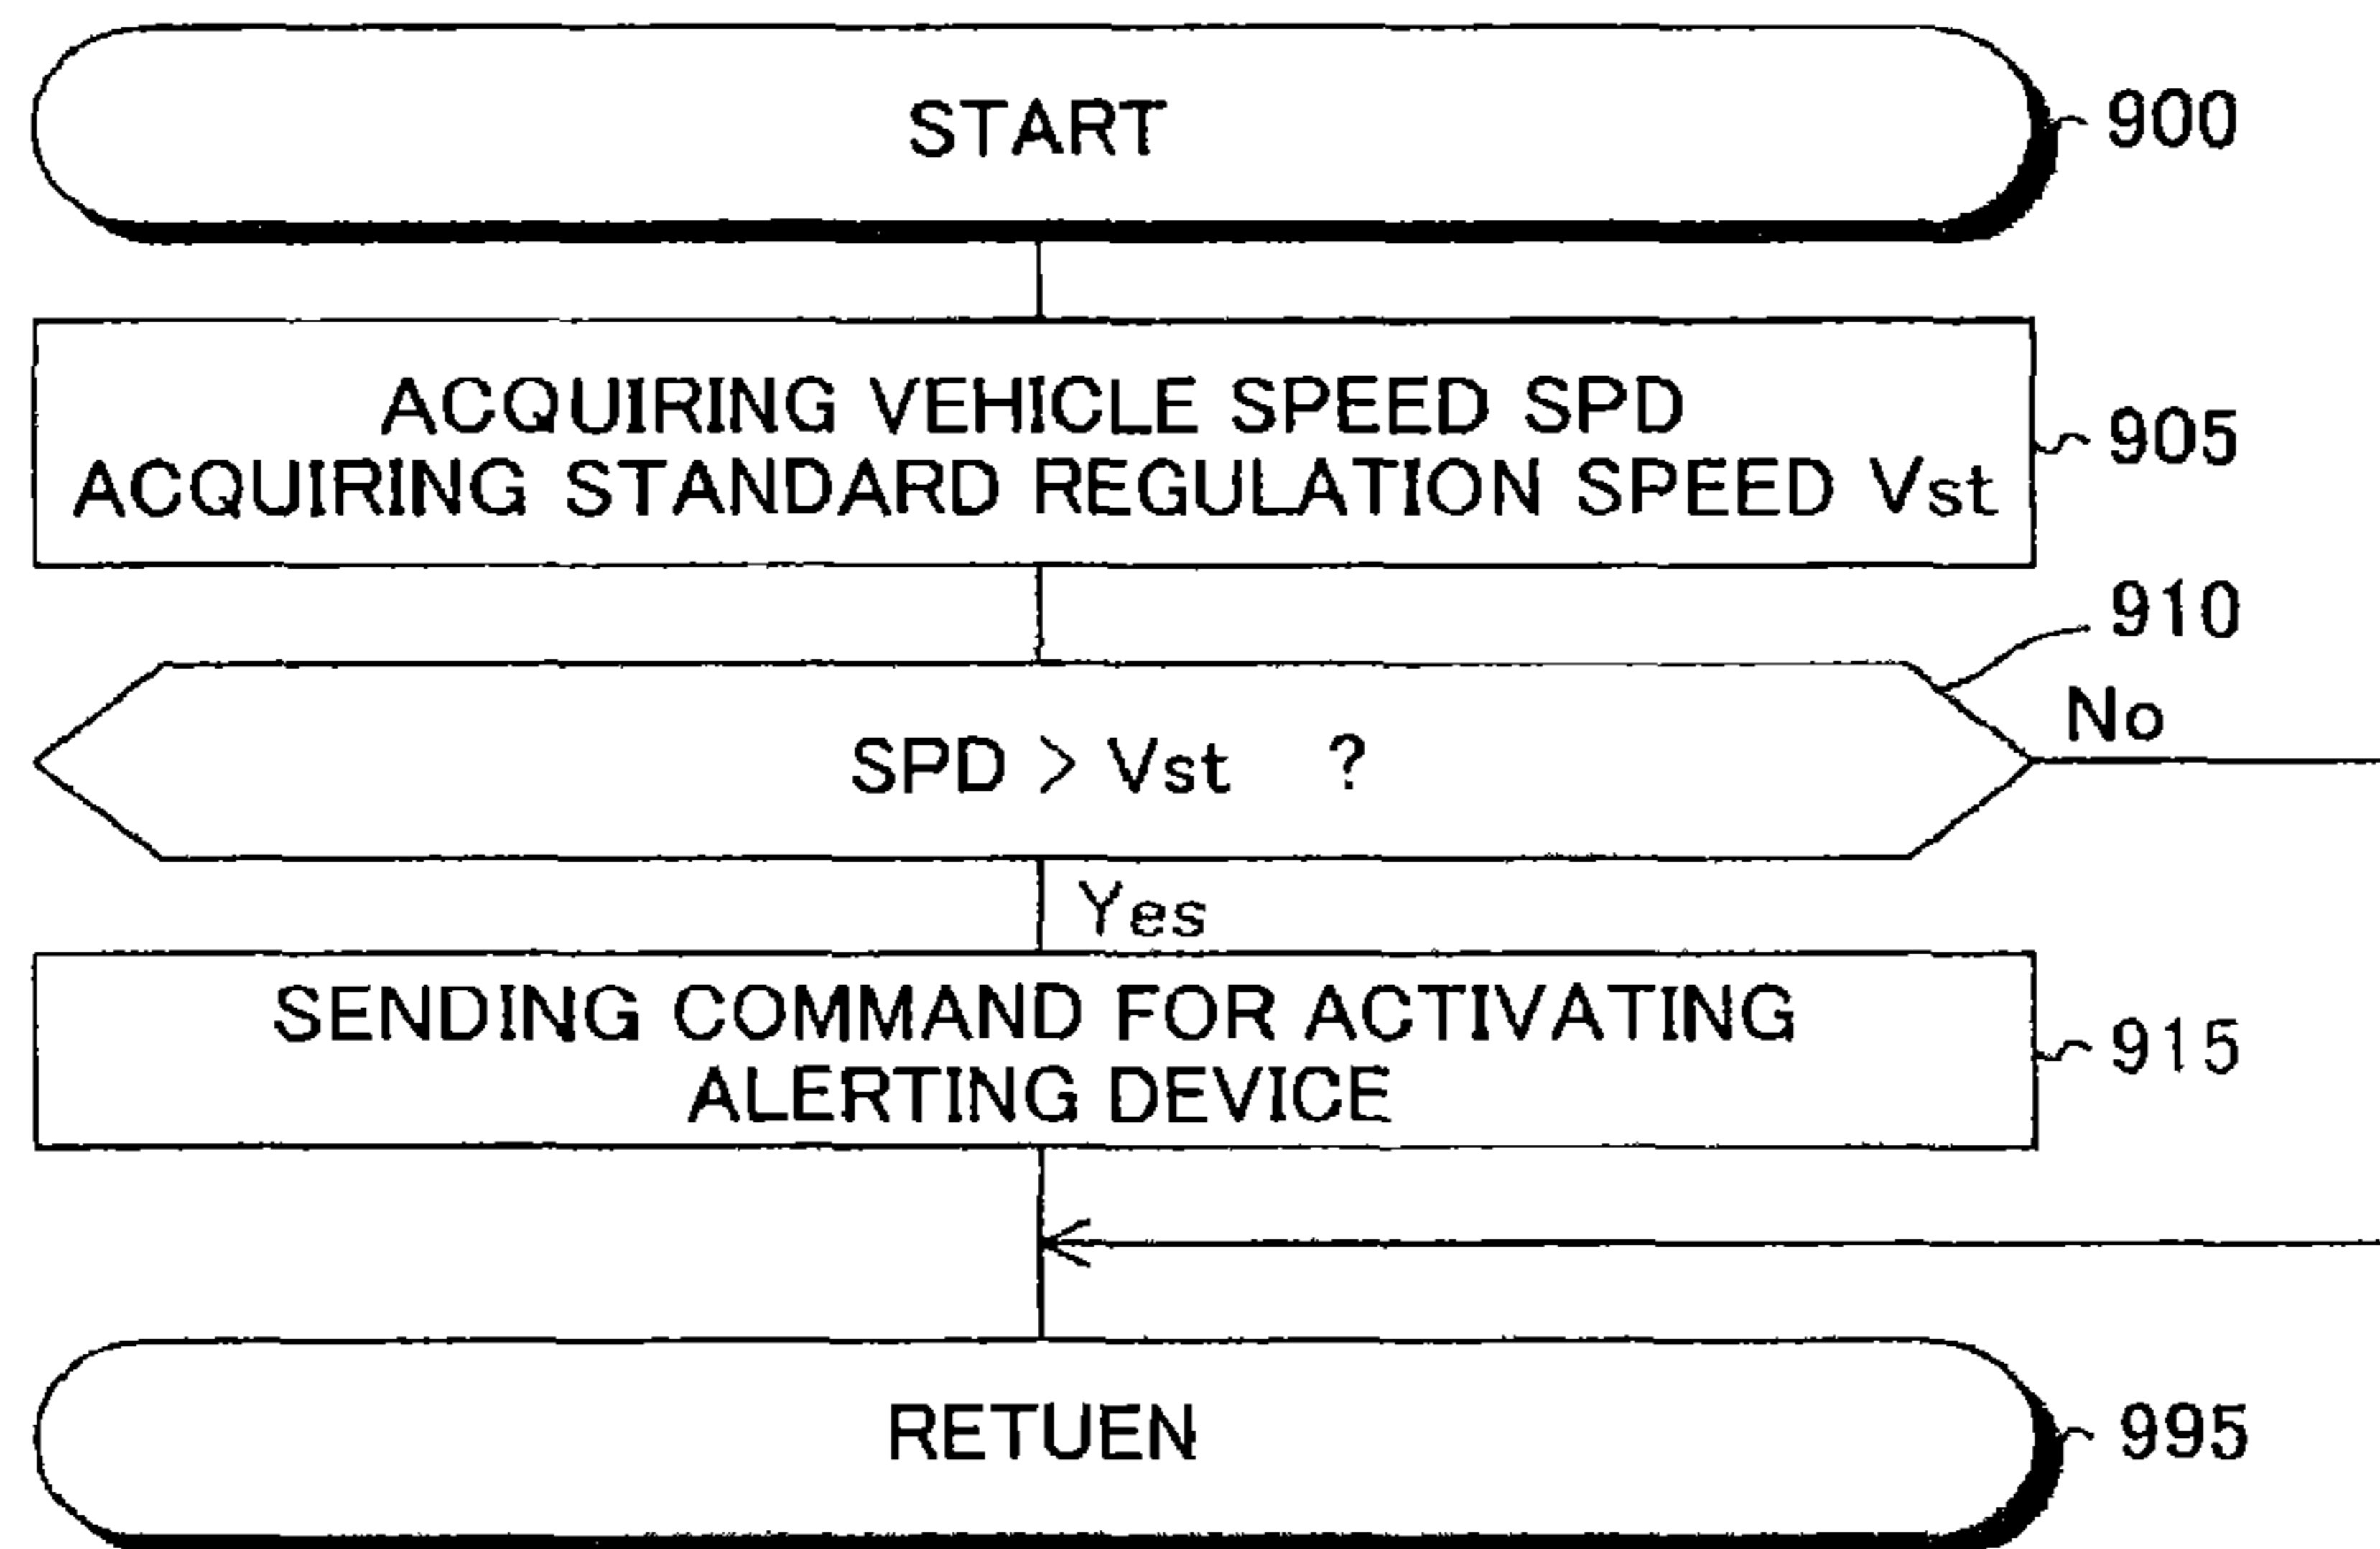 START
900
ACQUIRING VEHICLE SPEED SPD
ACQUIRING STANDARD REGULATION SPEED Vst
905
910
SPD > Vst ?
No
Yes
SENDING COMMAND FOR ACTIVATING
ALERTING DEVICE
915
RETUEN
995